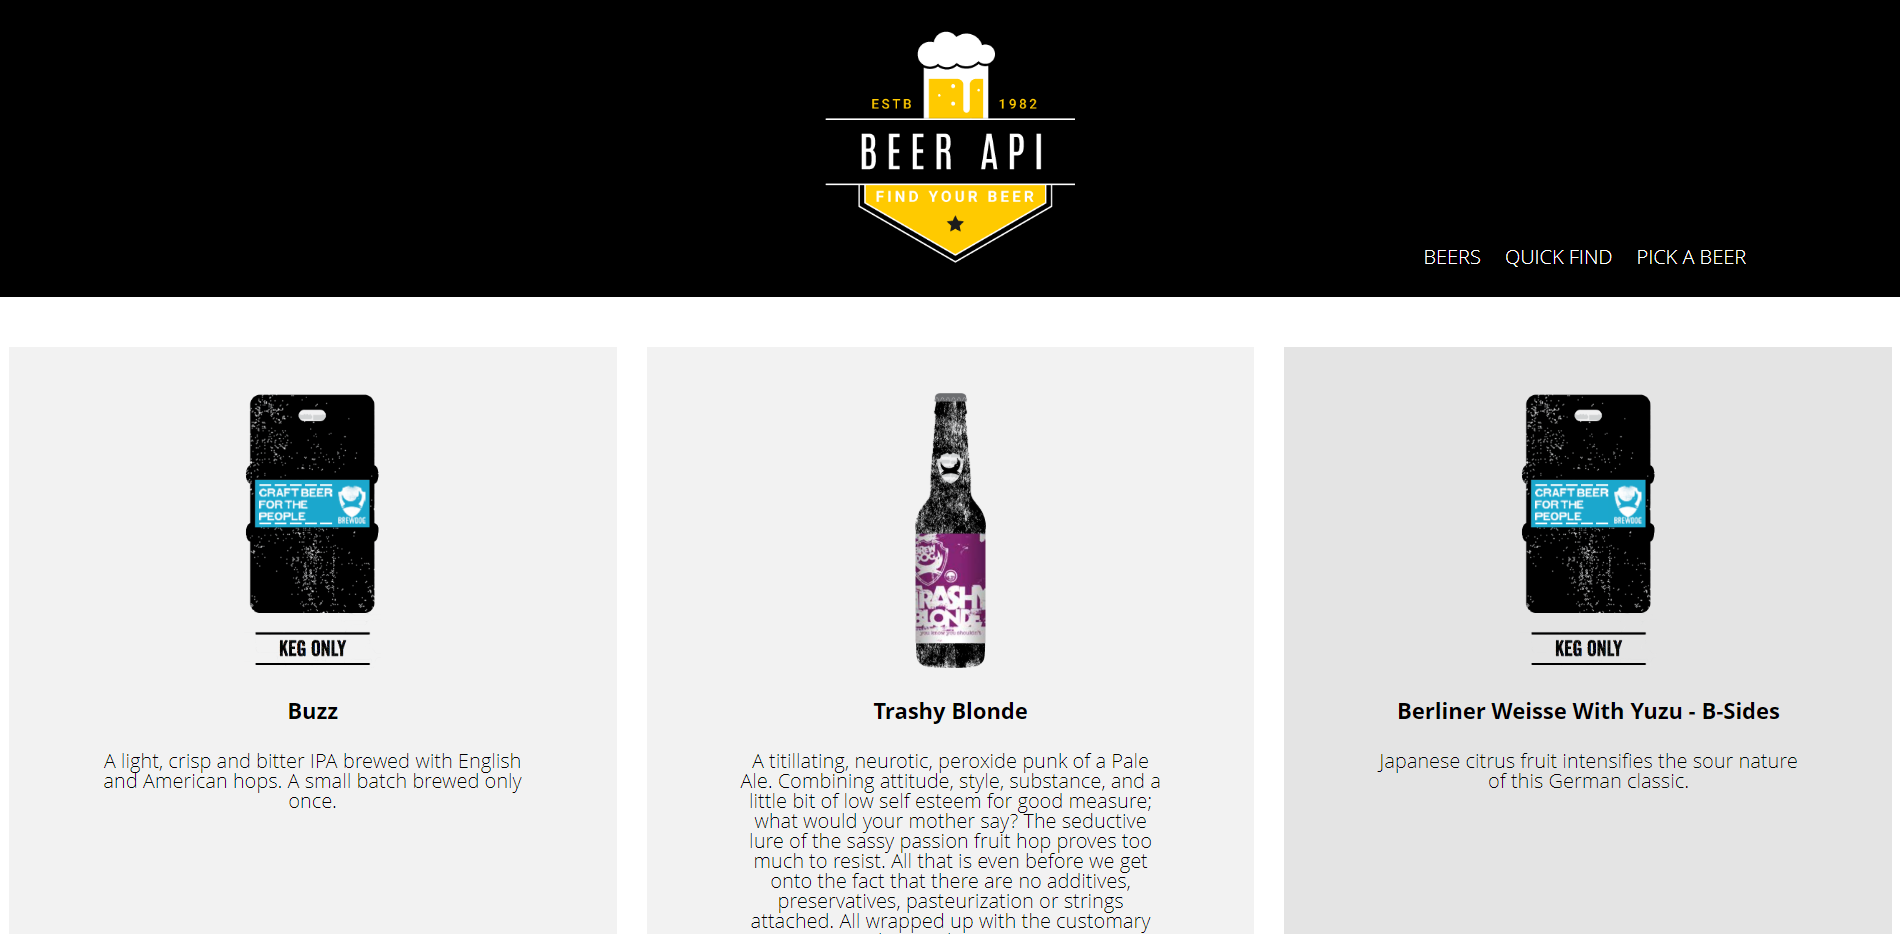 ESTB 1982
BEER API
FIND YOUR BEER
BEERS QUICK FIND PICK A BEER
CRAFT BEER
FOR THE
PEOPLE
BREWDOG
KEG ONLY
Buzz
A light, crisp and bitter IPA brewed with English
and American hops. A small batch brewed only
once.
BREW
DOG
TRASHY
BLONDE
you know you shouldn't
Trashy Blonde
A titillating, neurotic, peroxide punk of a Pale
Ale. Combining attitude, style, substance, and a
little bit of low self esteem for good measure;
what would your mother say? The seductive
lure of the sassy passion fruit hop proves too
much to resist. All that is even before we get
onto the fact that there are no additives,
preservatives, pasteurization or strings
attached. All wrapped up with the customary
CRAFT BEER
FOR THE
PEOPLE
BREWDOG
KEG ONLY
Berliner Weisse With Yuzu - B-Sides
Japanese citrus fruit intensifies the sour nature
of this German classic.